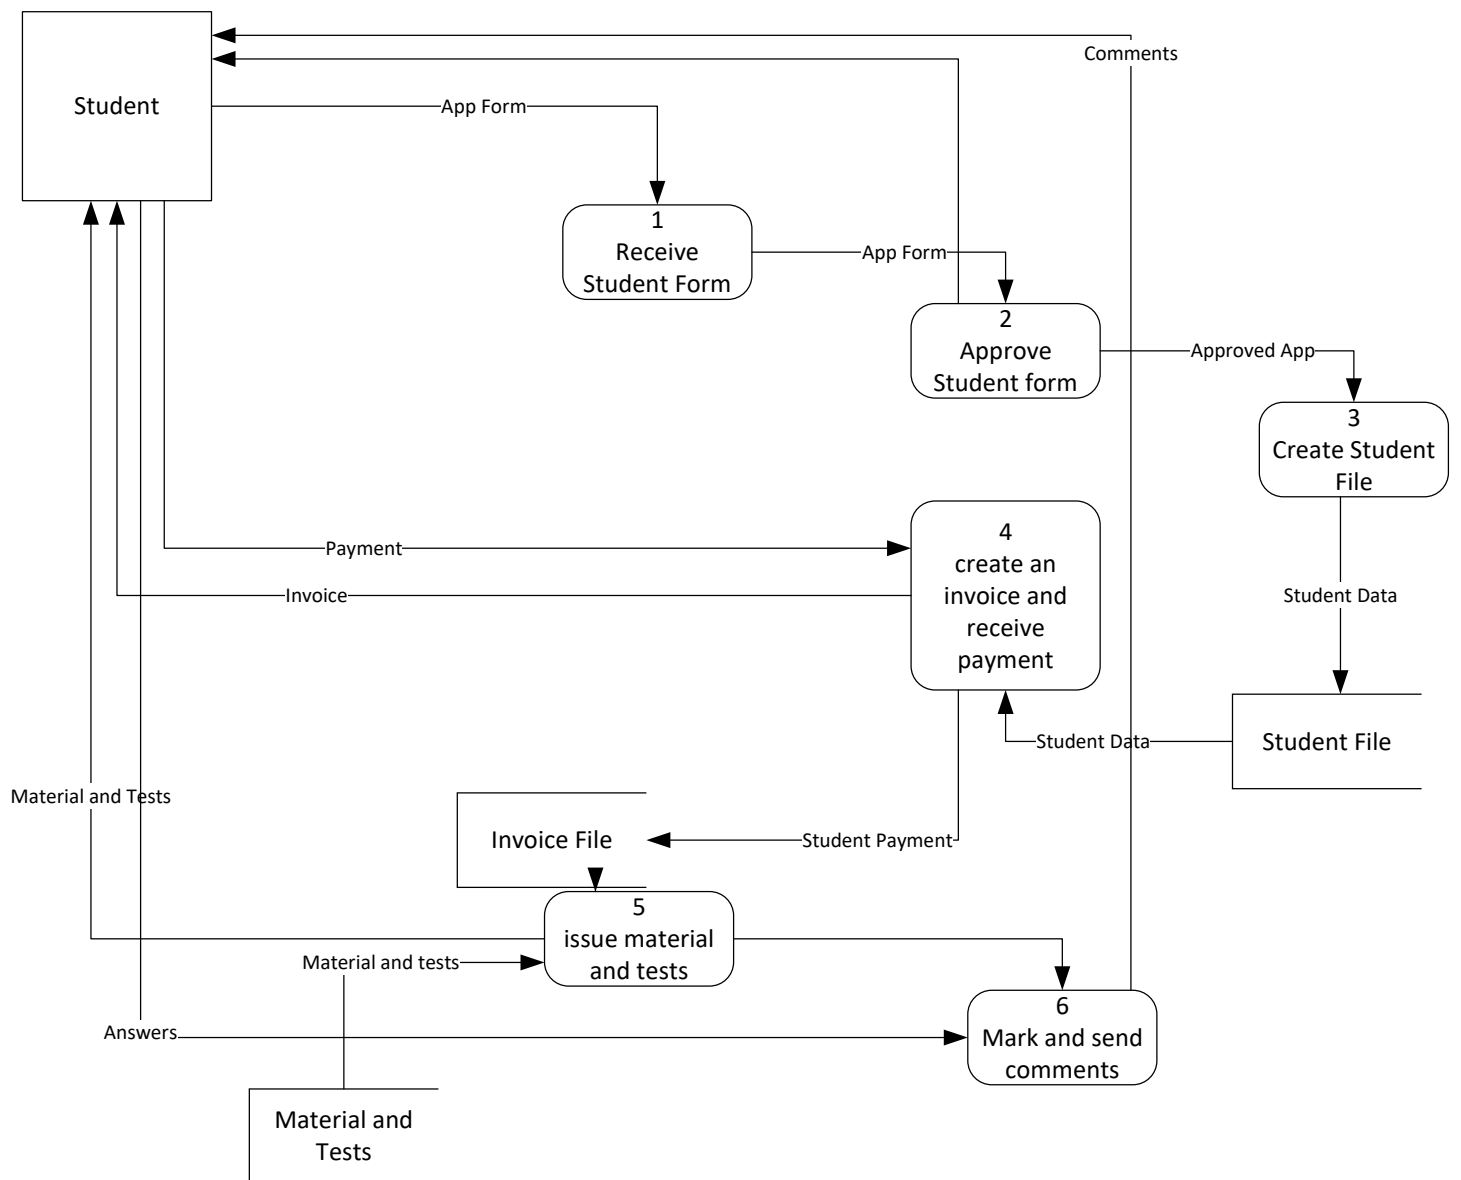 Comments
Student
App Form
1
Receive
Student Form
App Form
2
Approve
Student form
Approved App
3
Create Student
File
Payment
4
create an
invoice and
receive
payment
Invoice
Student Data
Student Data
Student File
Material and Tests
Invoice File
Student Payment
5
issue material
and tests
Material and tests
6
Mark and send
comments
Answers
Material and
Tests